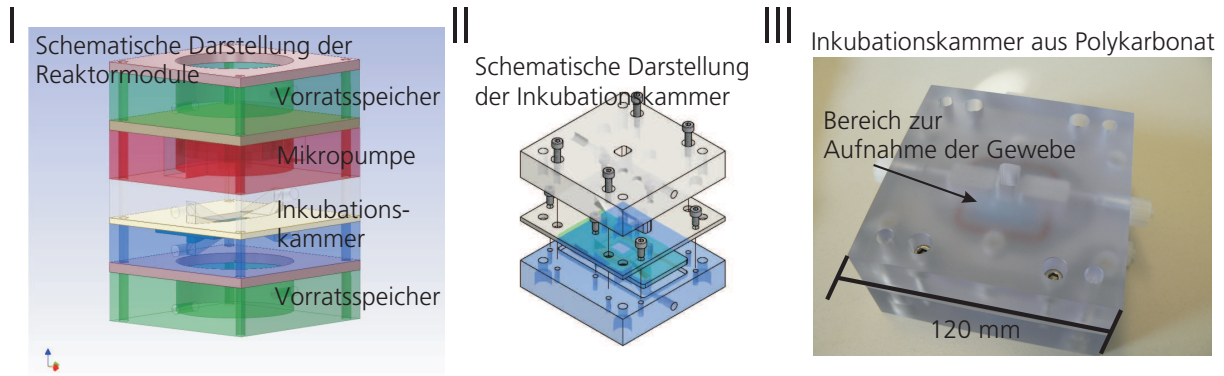 I
Schematische Darstellung der
Reaktormodule
Vorratsspeicher
Mikropumpe
Inkubations-
kammer
Vorratsspeicher
II
Schematische Darstellung
der Inkubationskammer
III
Inkubationskammer aus Polykarbonat
Bereich zur
Aufnahme der Gewebe
120 mm